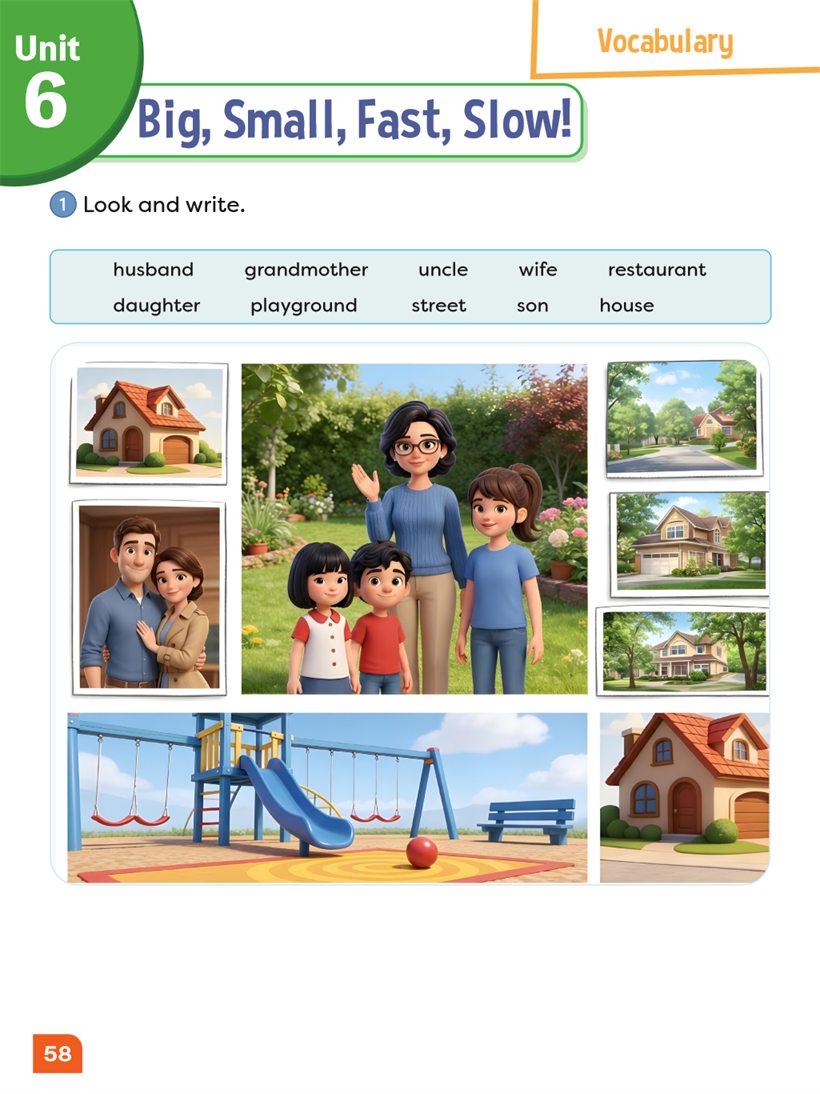 Unit
6
Vocabulary
Big, Small, Fast, Slow!
1 Look and write.
husband grandmother uncle wife restaurant
daughter playground street son house
58